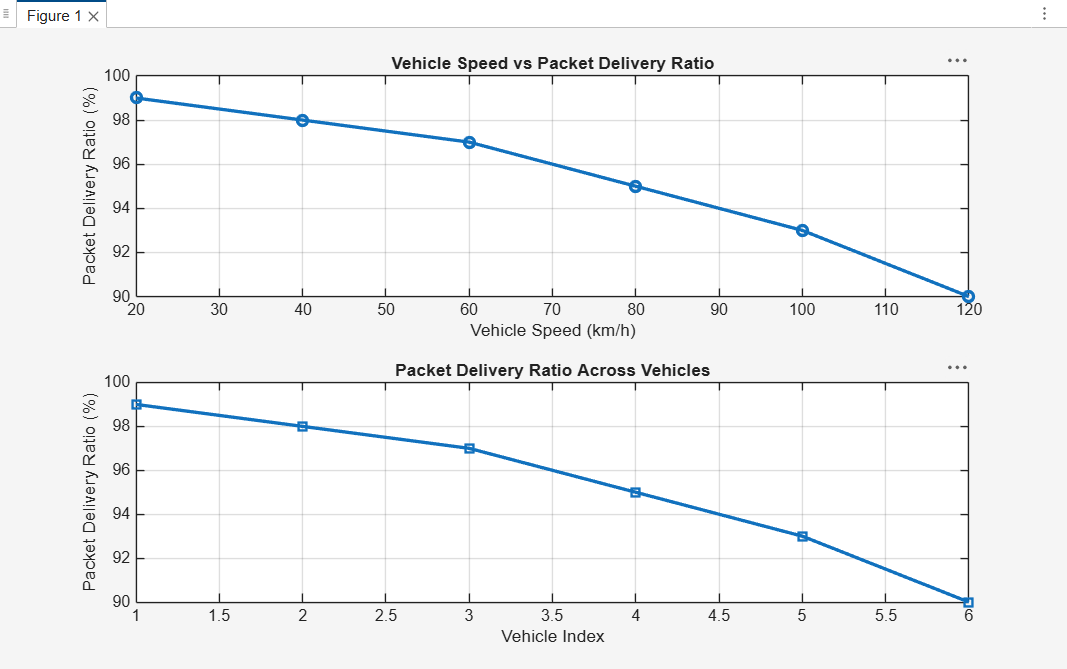 Figure 1
Vehicle Speed vs Packet Delivery Ratio
Packet Delivery Ratio (%)
100
98
96
94
92
90
20 30 40 50 60 70 80 90 100 110 120
Vehicle Speed (km/h)
Packet Delivery Ratio Across Vehicles
Packet Delivery Ratio (%)
100
98
96
94
92
90
1 1.5 2 2.5 3 3.5 4 4.5 5 5.5 6
Vehicle Index